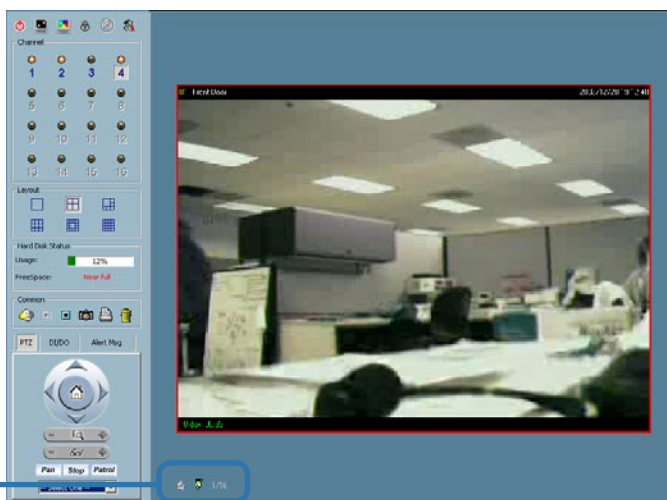 Channel
1 2 3 4
5 6 7 8
9 10 11 12
13 14 15 16
Layout
Hard Disk Status
Usage: 12%
FreeSpace: Near Full
Common
PTZ DI/DO Alert Msg
Pan Stop Patrol
Front Door
1/16